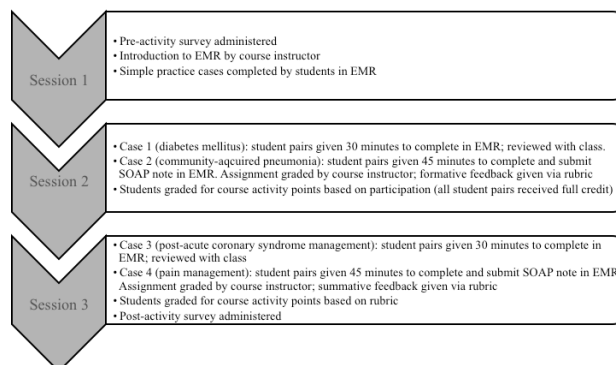 Session 1
• Pre-activity survey administered
• Introduction to EMR by course instructor
• Simple practice cases completed by students in EMR
Session 2
• Case 1 (diabetes mellitus): student pairs given 30 minutes to complete in EMR; reviewed with class.
• Case 2 (community-aqcuired pneumonia): student pairs given 45 minutes to complete and submit
SOAP note in EMR. Assignment graded by course instructor; formative feedback given via rubric
• Students graded for course activity points based on participation (all student pairs received full credit)
Session 3
• Case 3 (post-acute coronary syndrome management): student pairs given 30 minutes to complete in
EMR; reviewed with class
• Case 4 (pain management): student pairs given 45 minutes to complete and submit SOAP note in EMR
Assignment graded by course instructor; summative feedback given via rubric
• Students graded for course activity points based on rubric
• Post-activity survey administered